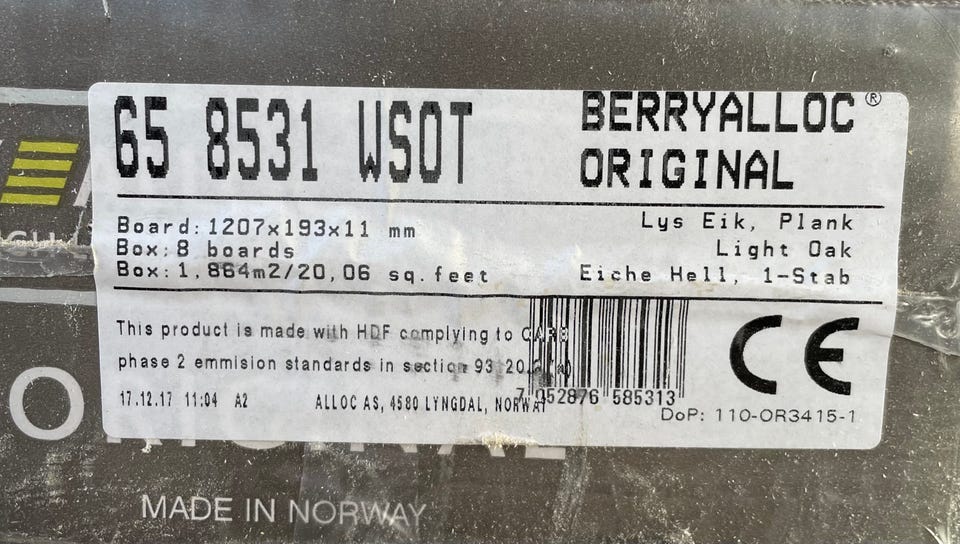 65 8531 WSOT
BERRYALLOC®
ORIGINAL
Board: 1207x193x11 mm
Box: 8 boards
Box: 1,864m2/20,06 sq.feet
Lys Eik, Plank
Light Oak
Eiche Hell, 1-Stab
This product is made with HDF complying to CARB
phase 2 emmision standards in section 93
17.12.17 11:04 A2
ALLOC AS, 4580 LYNGDAL, NORWAY
7 052876 585313
CE
DoP: 110-OR3415-1
MADE IN NORWAY